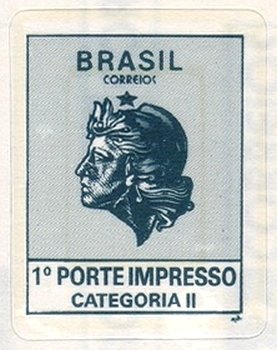 BRASIL
CORREIOS
1º PORTE IMPRESSO
CATEGORIA II